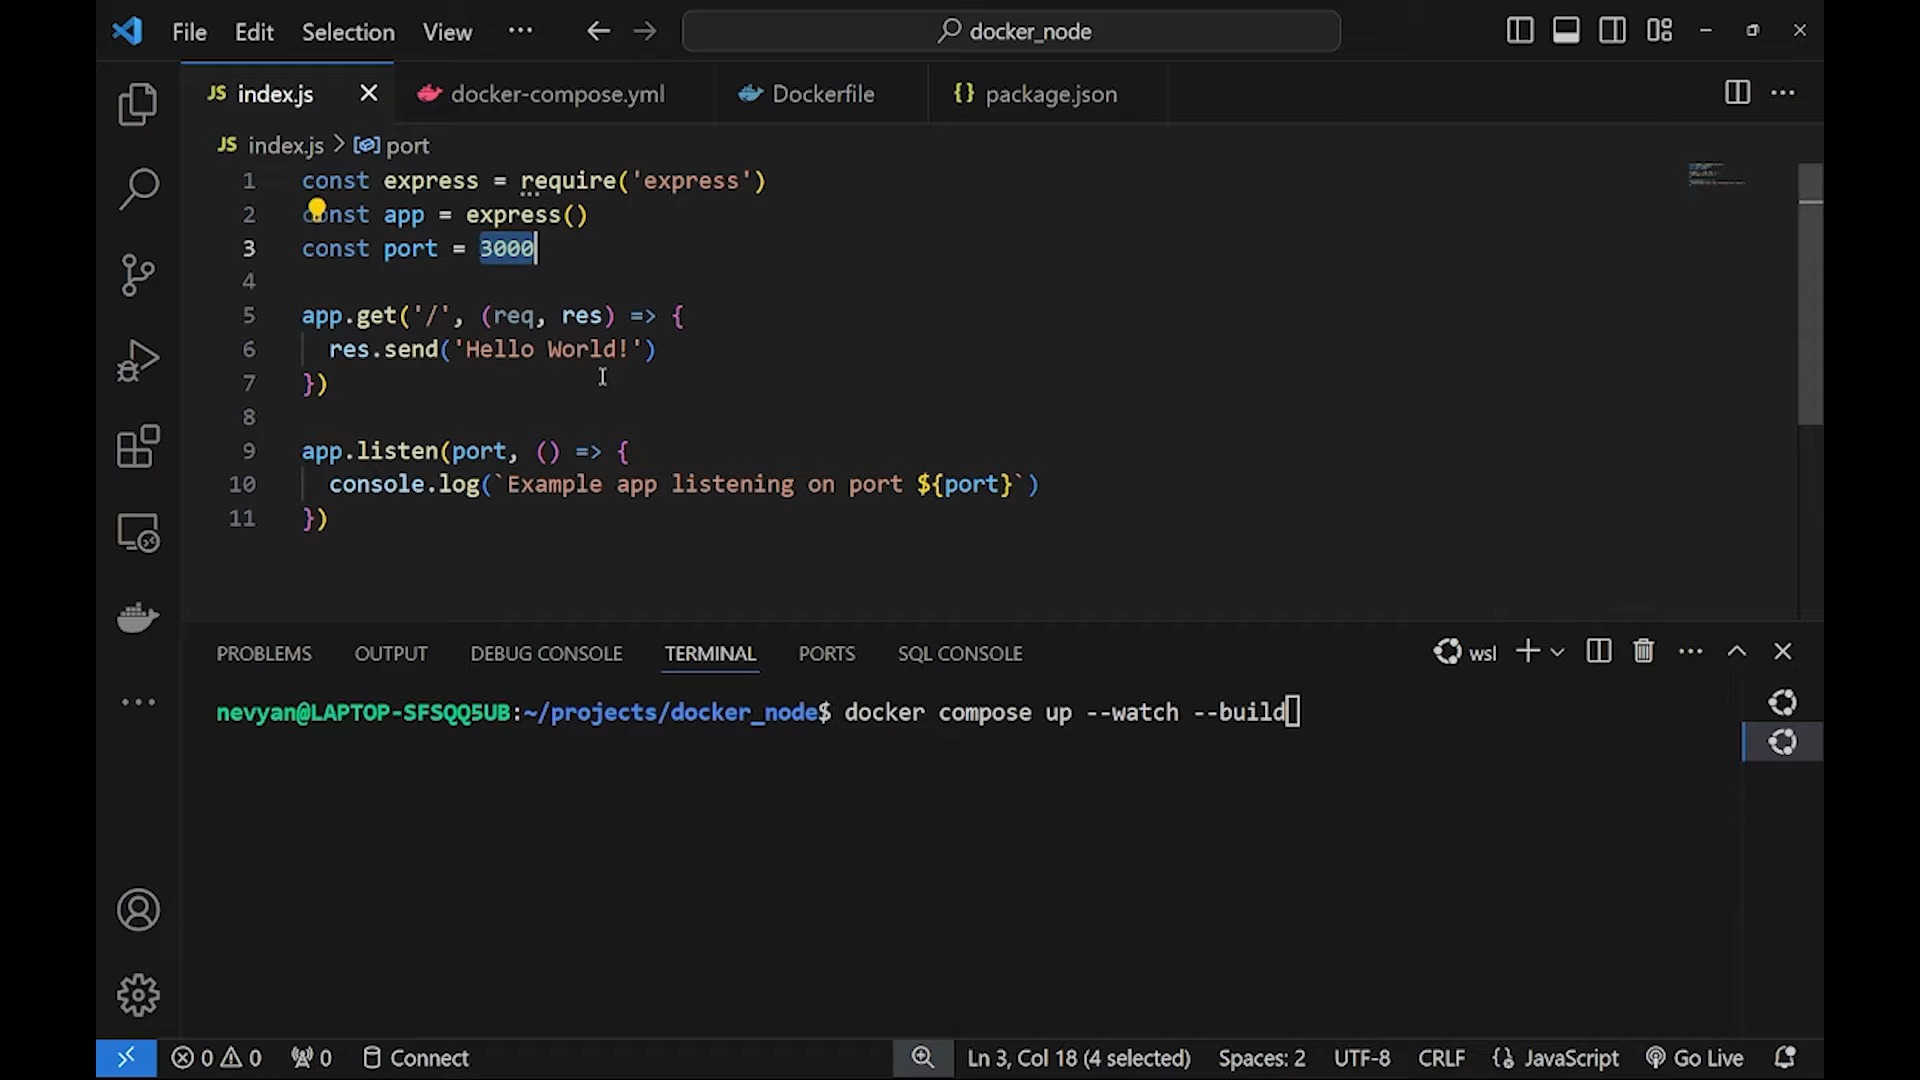 File Edit Selection View ··· docker_node
JS index.js docker-compose.yml Dockerfile {} package.json
JS index.js > port
1 const express = require('express')
2 const app = express()
3 const port = 3000
4
5 app.get('/', (req, res) => {
6 res.send('Hello World!')
7 })
8
9 app.listen(port, () => {
10 console.log(`Example app listening on port ${port}`)
11 })
PROBLEMS OUTPUT DEBUG CONSOLE TERMINAL PORTS SQL CONSOLE wsl
nevyan@LAPTOP-SFSQQ5UB:~/projects/docker_node$ docker compose up --watch --build
0 0 0 Connect Ln 3, Col 18 (4 selected) Spaces: 2 UTF-8 CRLF JavaScript Go Live